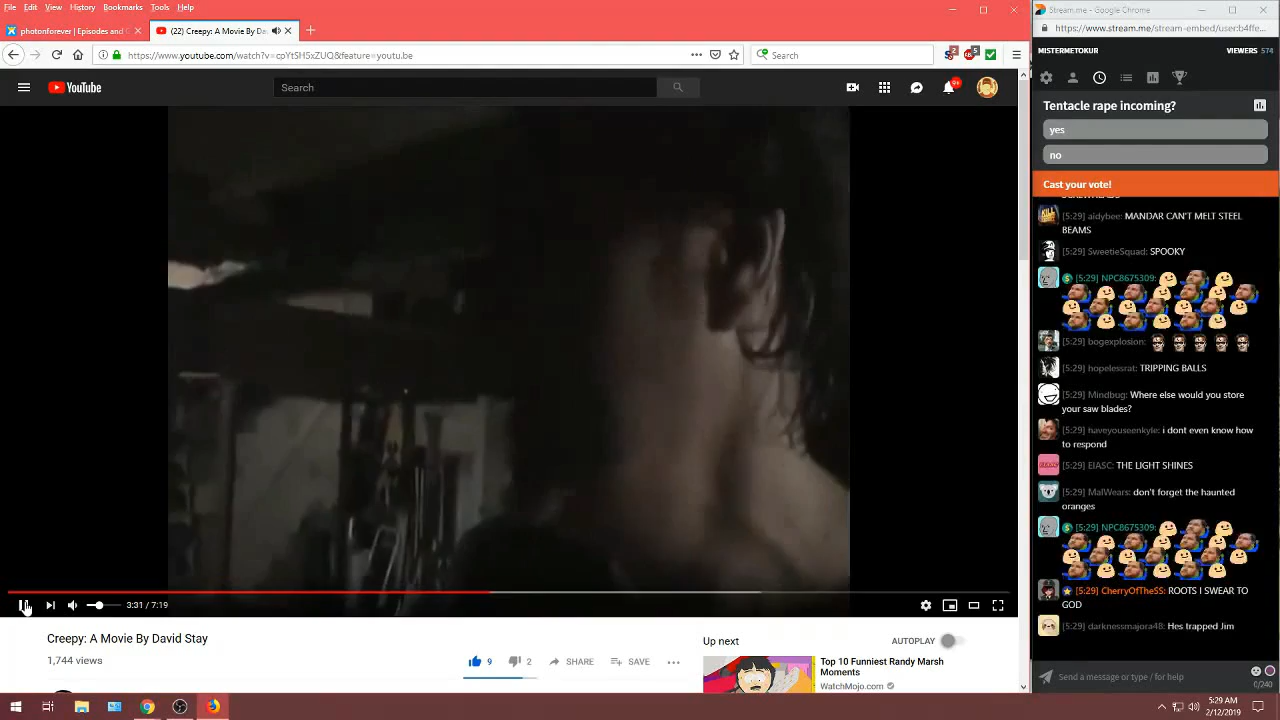 File Edit View History Bookmarks Tools Help
photonforever | Episodes and
(22) Creepy: A Movie By Da
https://www.youtube.com/watch?v=cpYtSH5xZUQ&feature=youtu.be
Search
2
5
YouTube
Search
9+
3:31 / 7:19
Creepy: A Movie By David Stay
1,744 views
9
2
SHARE
SAVE
Up next
AUTOPLAY
Top 10 Funniest Randy Marsh
Moments
WatchMojo.com
Stream.me - Google Chrome
https://www.stream.me/stream-embed/user:b4ffe...
MISTERMETOKUR
VIEWERS 574
Tentacle rape incoming?
yes
no
Cast your vote!
[5:29] aidybee: MANDAR CAN'T MELT STEEL
BEAMS
[5:29] SweetieSquad: SPOOKY
[5:29] NPC8675309:
[5:29] bogexplosion:
[5:29] hopelessrat: TRIPPING BALLS
[5:29] Mindbug: Where else would you store
your saw blades?
[5:29] haveyouseenkyle: i dont even know how
to respond
[5:29] EIASC: THE LIGHT SHINES
[5:29] MalWears: don't forget the haunted
oranges
[5:29] NPC8675309:
[5:29] CherryOfTheSS: ROOTS I SWEAR TO
GOD
[5:29] darknessmajora48: Hes trapped Jim
Send a message or type / for help
0/240
5:29 AM
2/12/2019